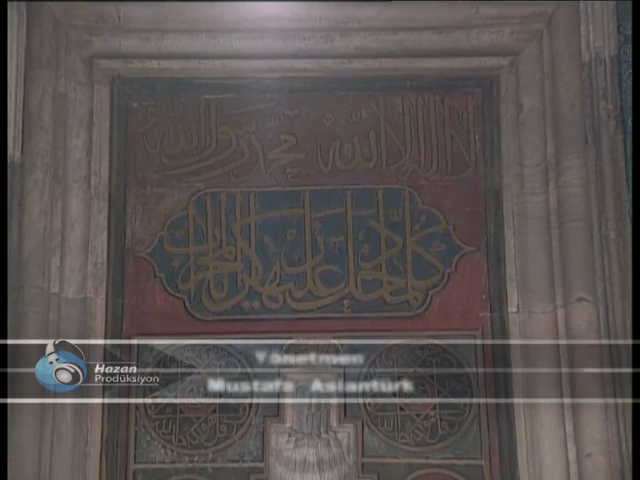 لا اله الا الله محمد رسول الله
كلما دخل عليها زكريا المحراب
Yönetmen
Mustafa Aslantürk
Hazan
Prodüksiyon